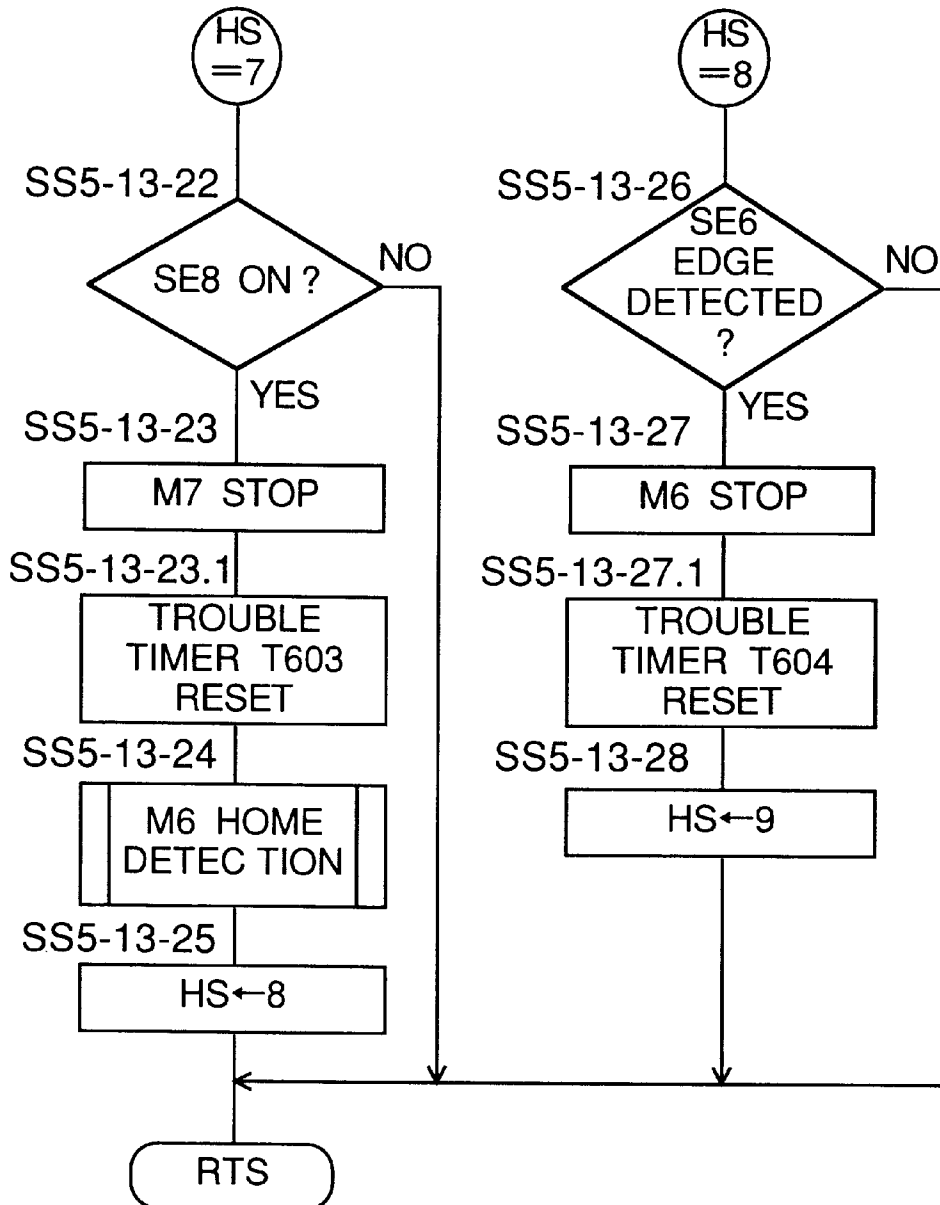 HS
=7
SS5-13-22
SE8 ON ?
NO
YES
SS5-13-23
M7 STOP
SS5-13-23.1
TROUBLE
TIMER T603
RESET
SS5-13-24
M6 HOME
DETEC TION
SS5-13-25
HS←8
RTS
HS
=8
SS5-13-26
SE6
EDGE
DETECTED
?
NO
YES
SS5-13-27
M6 STOP
SS5-13-27.1
TROUBLE
TIMER T604
RESET
SS5-13-28
HS←9